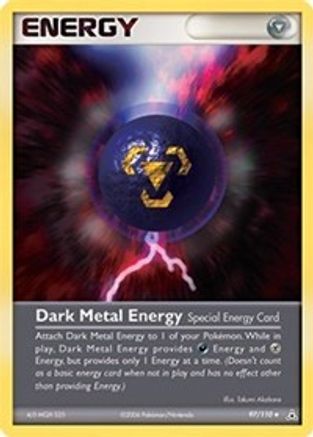 ENERGY
Dark Metal Energy Special Energy Card
Attach Dark Metal Energy to 1 of your Pokémon. While in
play, Dark Metal Energy provides Energy and
Energy, but provides only 1 Energy at a time. (Doesn't count
as a basic energy card when not in play and has no effect other
than providing Energy.)
Illus. Takumi Akabane
©2006 Pokémon/Nintendo
97/110